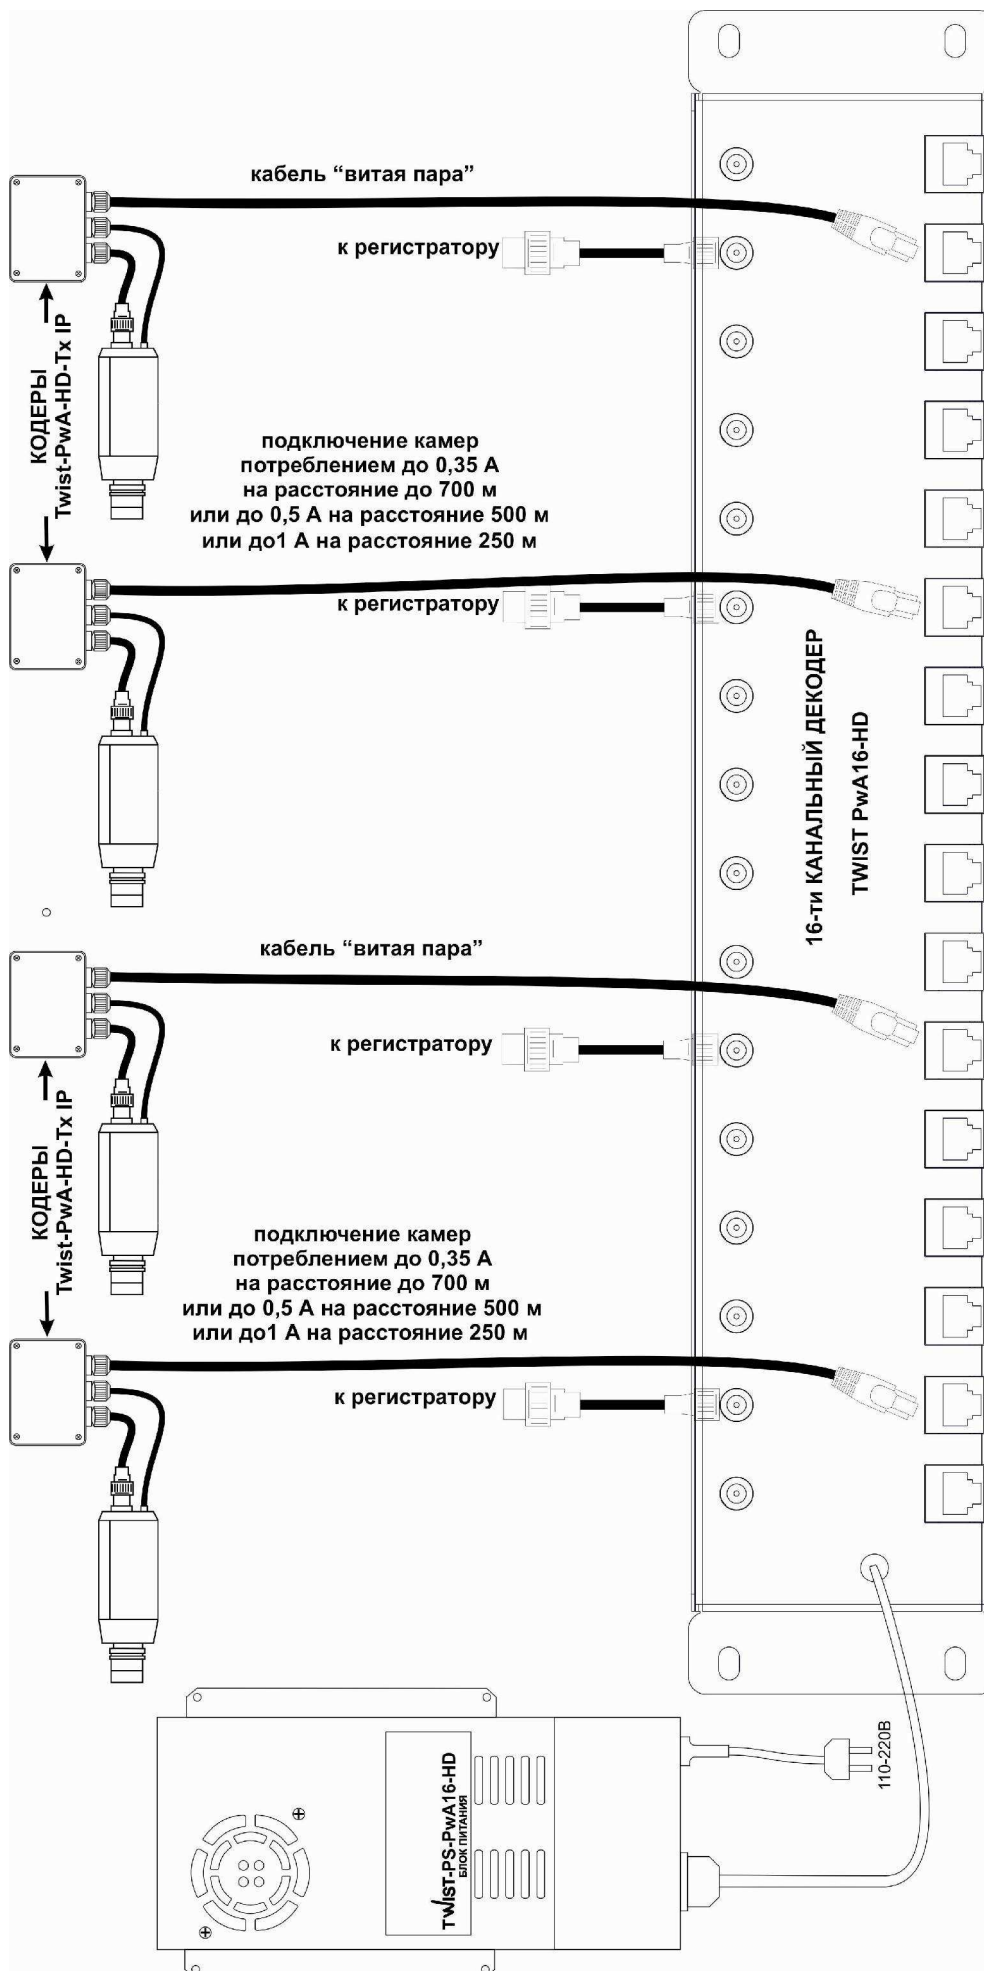 кабель “витая пара”
к регистратору
КОДЕРЫ
Twist-PwA-HD-Tx IP
подключение камер
потреблением до 0,35 А
на расстояние до 700 м
или до 0,5 А на расстояние 500 м
или до1 А на расстояние 250 м
к регистратору
16-ти КАНАЛЬНЫЙ ДЕКОДЕР
TWIST PwA16-HD
кабель “витая пара”
к регистратору
КОДЕРЫ
Twist-PwA-HD-Tx IP
подключение камер
потреблением до 0,35 А
на расстояние до 700 м
или до 0,5 А на расстояние 500 м
или до1 А на расстояние 250 м
к регистратору
TWIST-PS-PwA16-HD
БЛОК ПИТАНИЯ
110-220В